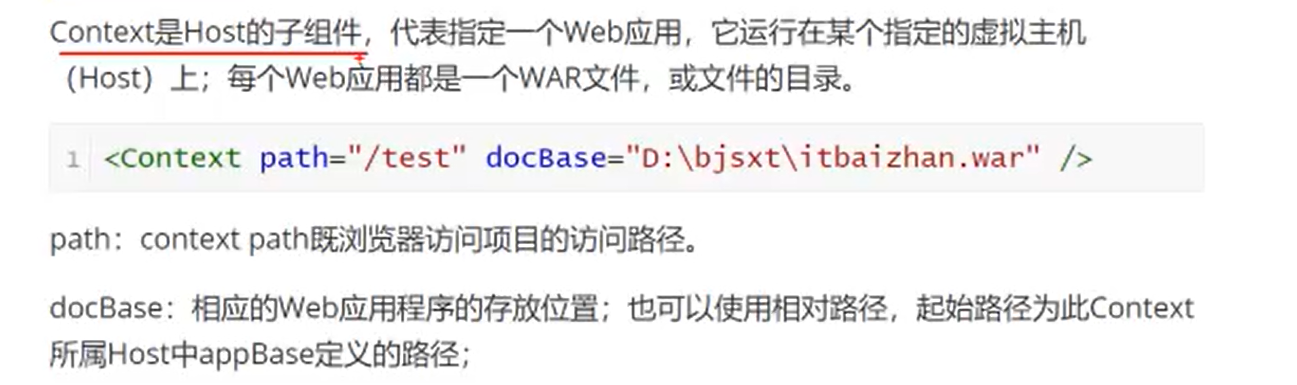 Context是Host的子组件，代表指定一个Web应用，它运行在某个指定的虚拟主机
（Host）上；每个Web应用都是一个WAR文件，或文件的目录。
1 <Context path="/test" docBase="D:\bjsxt\itbaizhan.war" />
path：context path既浏览器访问项目的访问路径。
docBase：相应的Web应用程序的存放位置；也可以使用相对路径，起始路径为此Context
所属Host中appBase定义的路径；